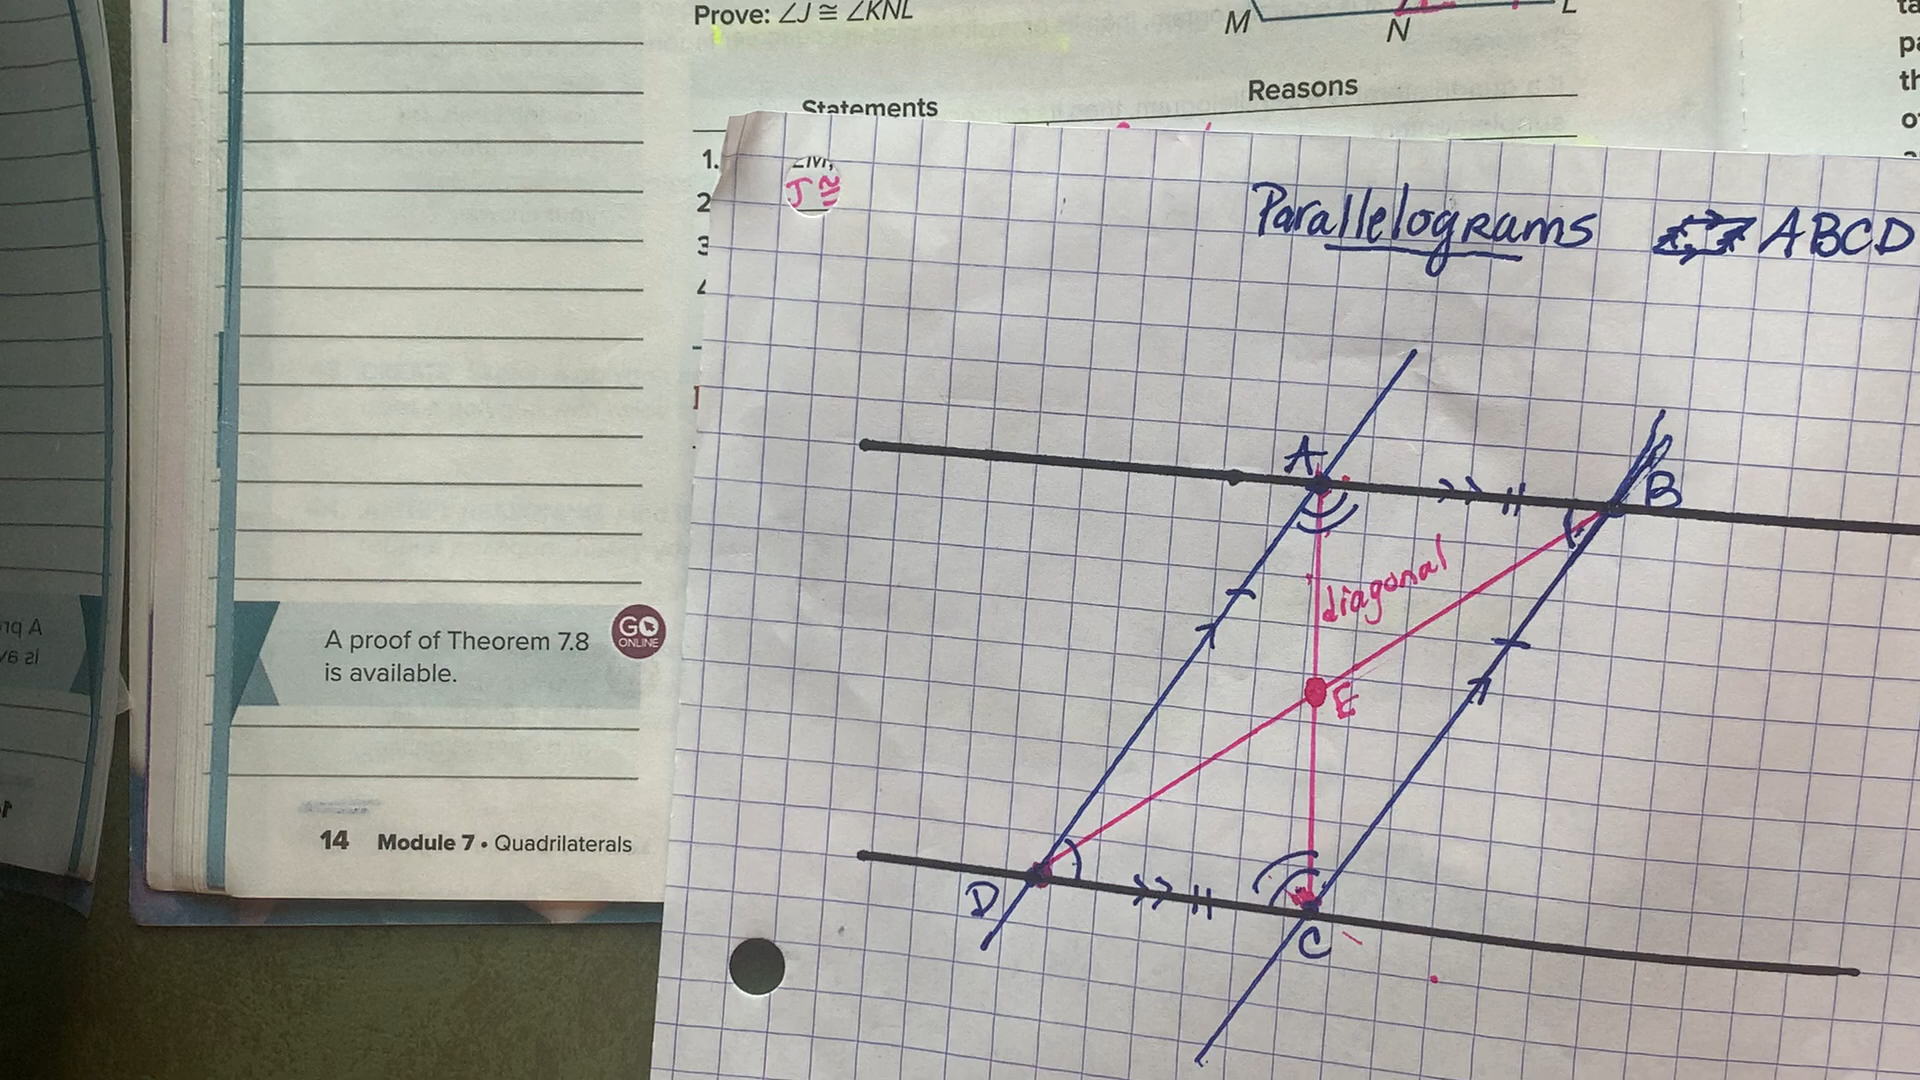 Prove: ∠J ≅ ∠KNL
M
N
L
Statements
Reasons
1.
2
3
∠M,
J ≅
Parallelograms ▱ ABCD
A
B
diagonal
E
D
C
A proof of Theorem 7.8
is available.
GO
ONLINE
14 Module 7 • Quadrilaterals